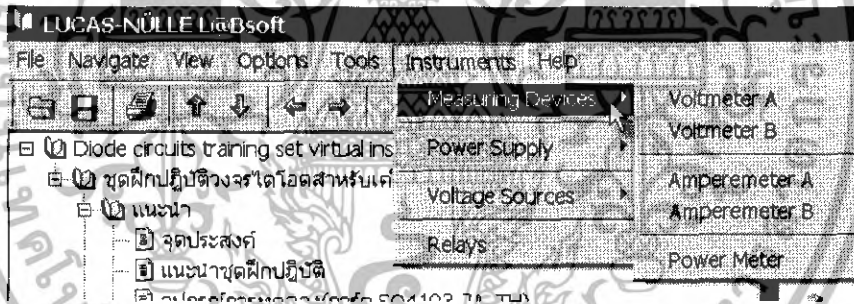 LUCAS-NÜLLE L@Bsoft
File Navigate View Options Tools Instruments Help
Measuring Devices
Voltmeter A
Voltmeter B
Diode circuits training set virtual ins
Power Supply
ชุดฝึกปฏิบัติวงจรไดโอดสำหรับเค
Voltage Sources
Amperemeter A
Amperemeter B
แนะนำ
จุดประสงค์
Relays
Power Meter
แนะนำชุดฝึกปฏิบัติ